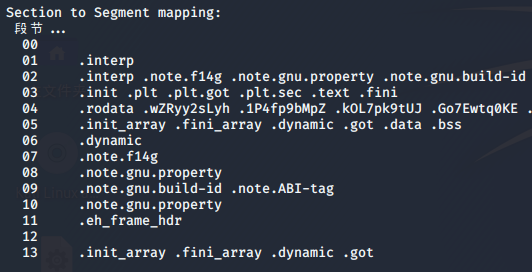 Section to Segment mapping:
段节...
00
01 .interp
02 .interp .note.f14g .note.gnu.property .note.gnu.build-id
03 .init .plt .plt.got .plt.sec .text .fini
04 .rodata .wZRyy2sLyh .1P4fp9bMpZ .kOL7pk9tUJ .Go7Ewtq0KE .
05 .init_array .fini_array .dynamic .got .data .bss
06 .dynamic
07 .note.f14g
08 .note.gnu.property
09 .note.gnu.build-id .note.ABI-tag
10 .note.gnu.property
11 .eh_frame_hdr
12
13 .init_array .fini_array .dynamic .got